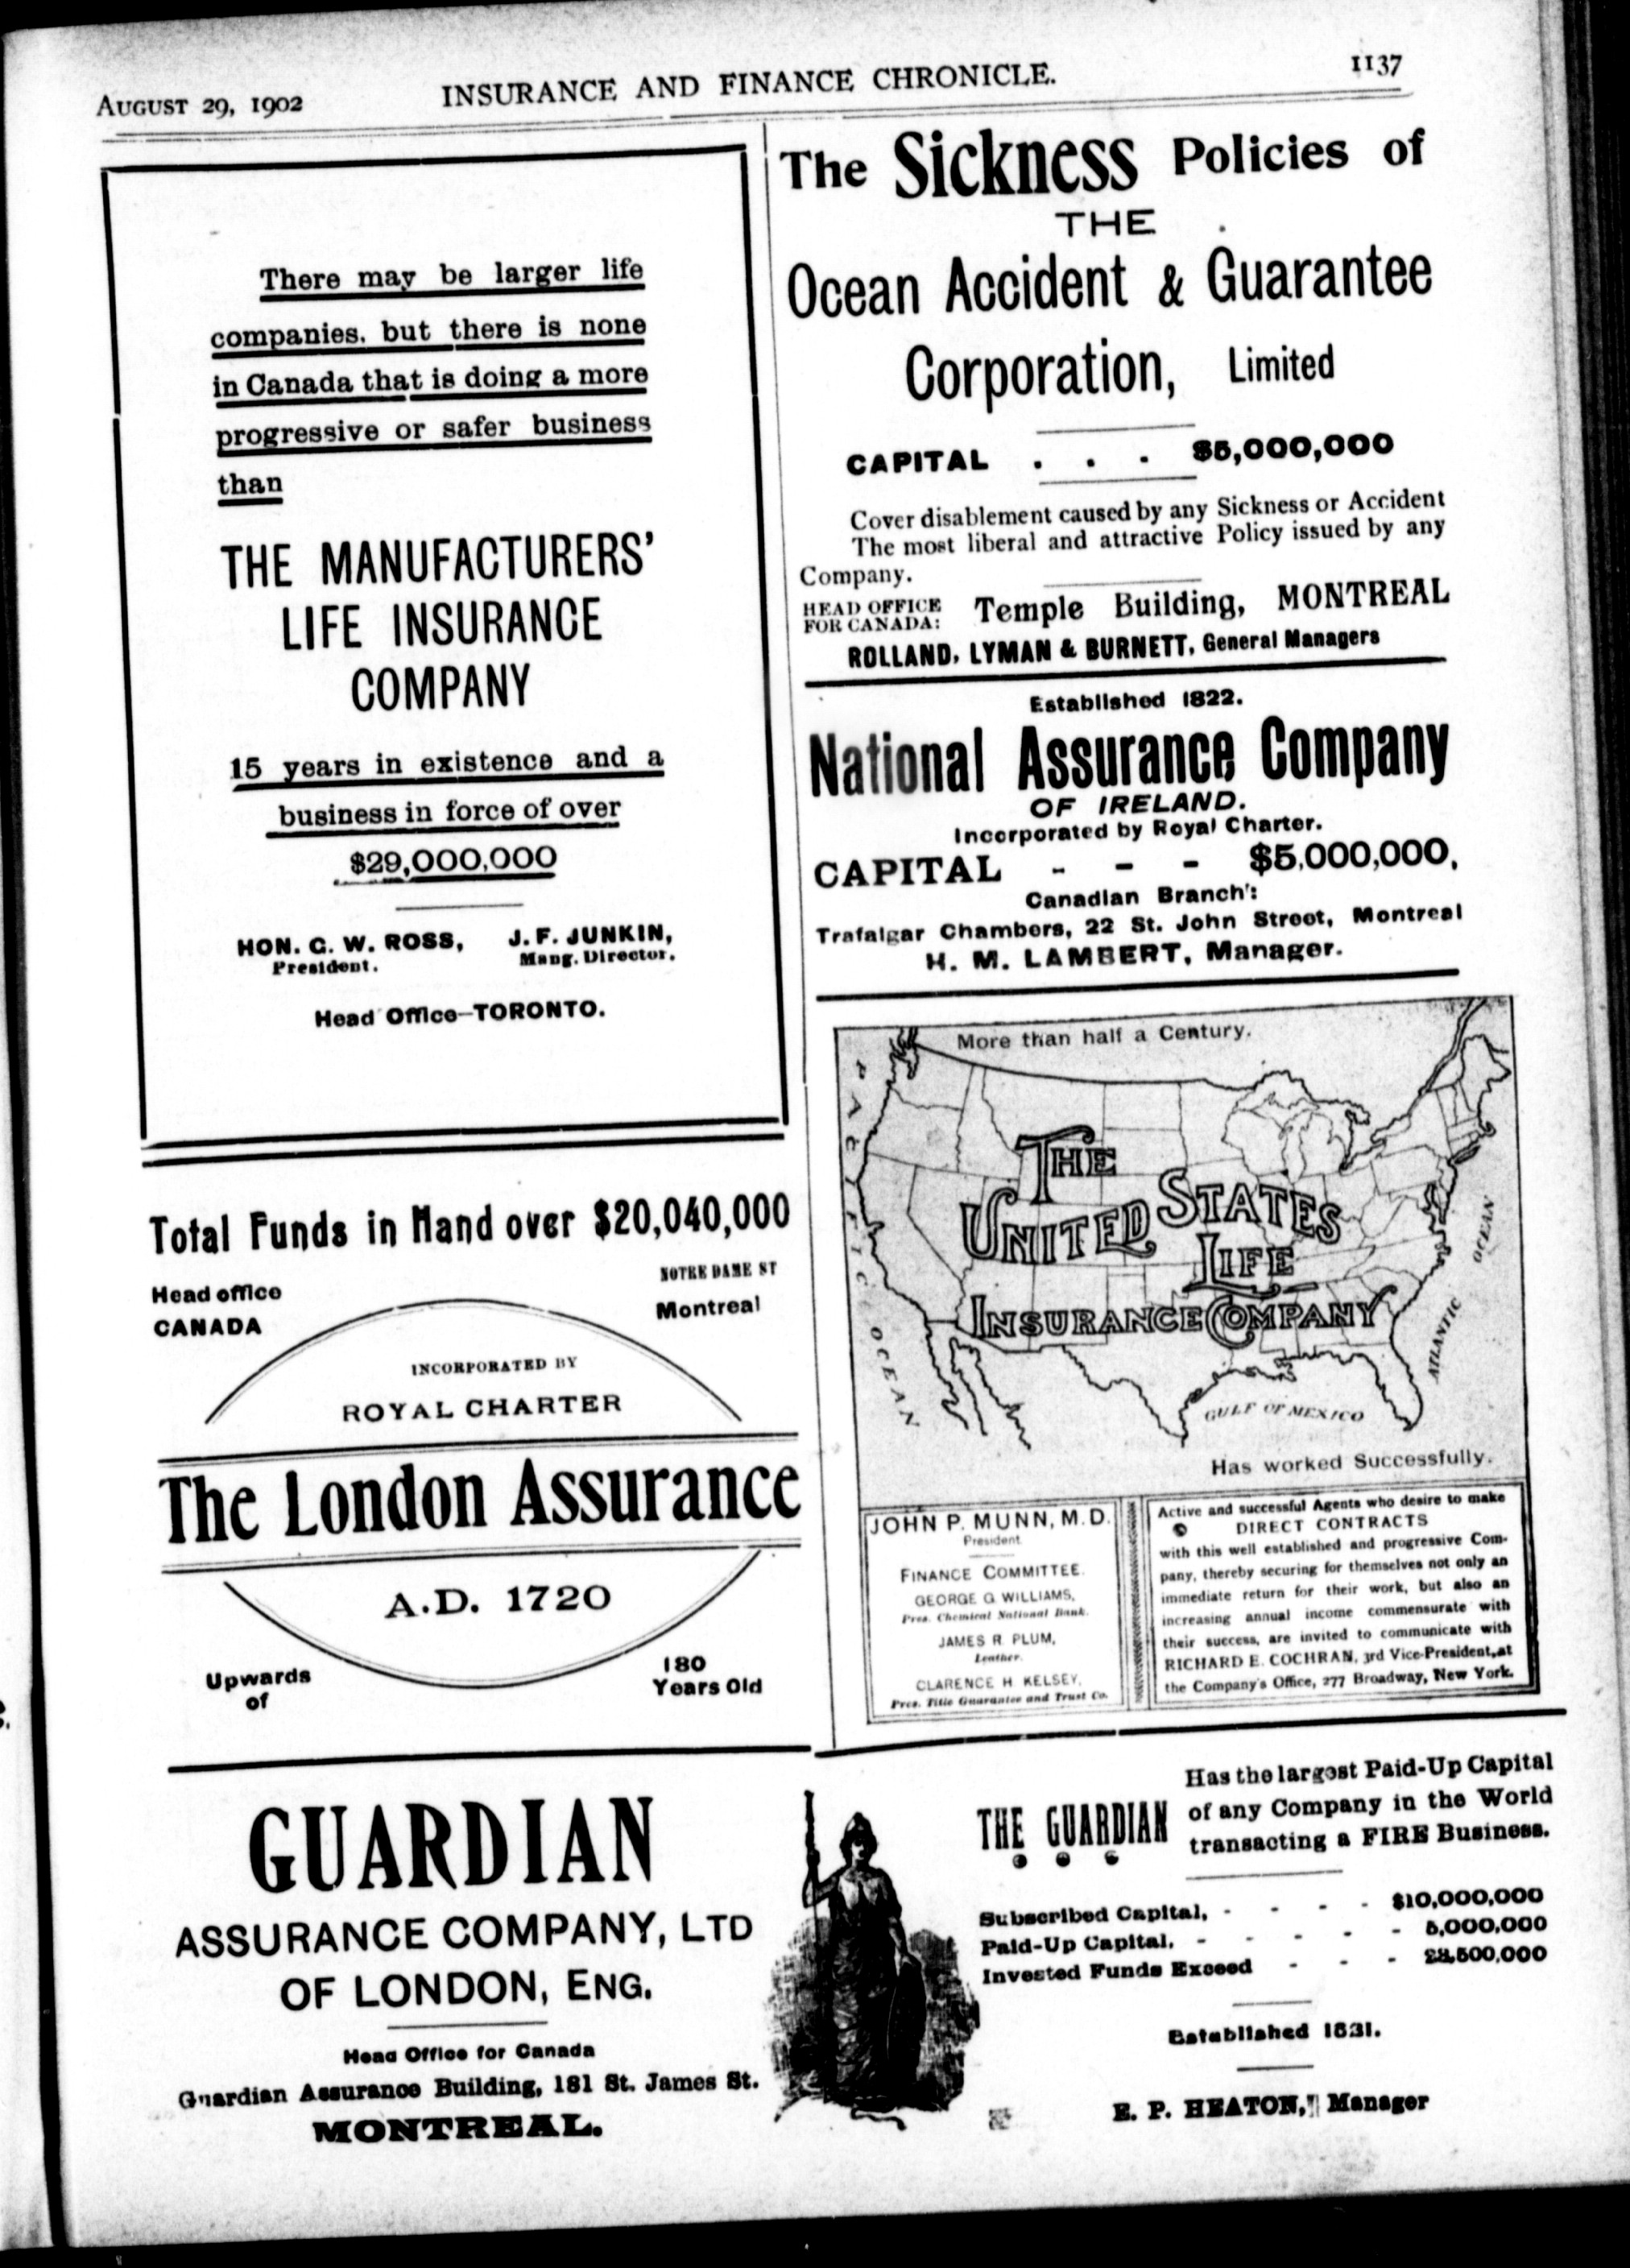 AUGUST 29, 1902
INSURANCE AND FINANCE CHRONICLE.
1137
There may be larger life
companies, but there is none
in Canada that is doing a more
progressive or safer business
than
THE MANUFACTURERS'
LIFE INSURANCE
COMPANY
15 years in existence and a
business in force of over
$29,000,000
HON. G. W. ROSS,
President.
J. F. JUNKIN,
Mang. Director.
Head Office—TORONTO.
Total Funds in Hand over $20,040,000
Head office
CANADA
NOTRE DAME ST
Montreal
INCORPORATED BY
ROYAL CHARTER
The London Assurance
A.D. 1720
Upwards
of
180
Years Old
The Sickness Policies of
THE
Ocean Accident & Guarantee
Corporation, Limited
CAPITAL . . . $5,000,000
Cover disablement caused by any Sickness or Accident
The most liberal and attractive Policy issued by any
Company.
HEAD OFFICE
FOR CANADA:
Temple Building, MONTREAL
ROLLAND, LYMAN & BURNETT, General Managers
Established 1822.
National Assurance Company
OF IRELAND.
Incorporated by Royal Charter.
CAPITAL - - - $5,000,000,
Canadian Branch':
Trafalgar Chambers, 22 St. John Street, Montreal
H. M. LAMBERT, Manager.
More than half a Century.
PACIFIC OCEAN
THE
UNITED STATES
LIFE
INSURANCE COMPANY
ATLANTIC OCEAN
GULF OF MEXICO
Has worked Successfully.
JOHN P. MUNN, M.D.
President
FINANCE COMMITTEE.
GEORGE G. WILLIAMS,
Pres. Chemical National Bank.
JAMES R. PLUM,
Leather.
CLARENCE H. KELSEY,
Pres. Title Guarantee and Trust Co.
Active and successful Agents who desire to make
DIRECT CONTRACTS
with this well established and progressive Com-
pany, thereby securing for themselves not only an
immediate return for their work, but also an
increasing annual income commensurate with
their success, are invited to communicate with
RICHARD E. COCHRAN, 3rd Vice-President, at
the Company's Office, 277 Broadway, New York.
GUARDIAN
ASSURANCE COMPANY, LTD
OF LONDON, ENG.
Head Office for Canada
Guardian Assurance Building, 181 St. James St.
MONTREAL.
THE GUARDIAN
Has the largest Paid-Up Capital
of any Company in the World
transacting a FIRE Business.
Subscribed Capital, - - - - $10,000,000
Paid-Up Capital, - - - - - 5,000,000
Invested Funds Exceed - - - 23,500,000
Established 1821.
E. P. HEATON, Manager